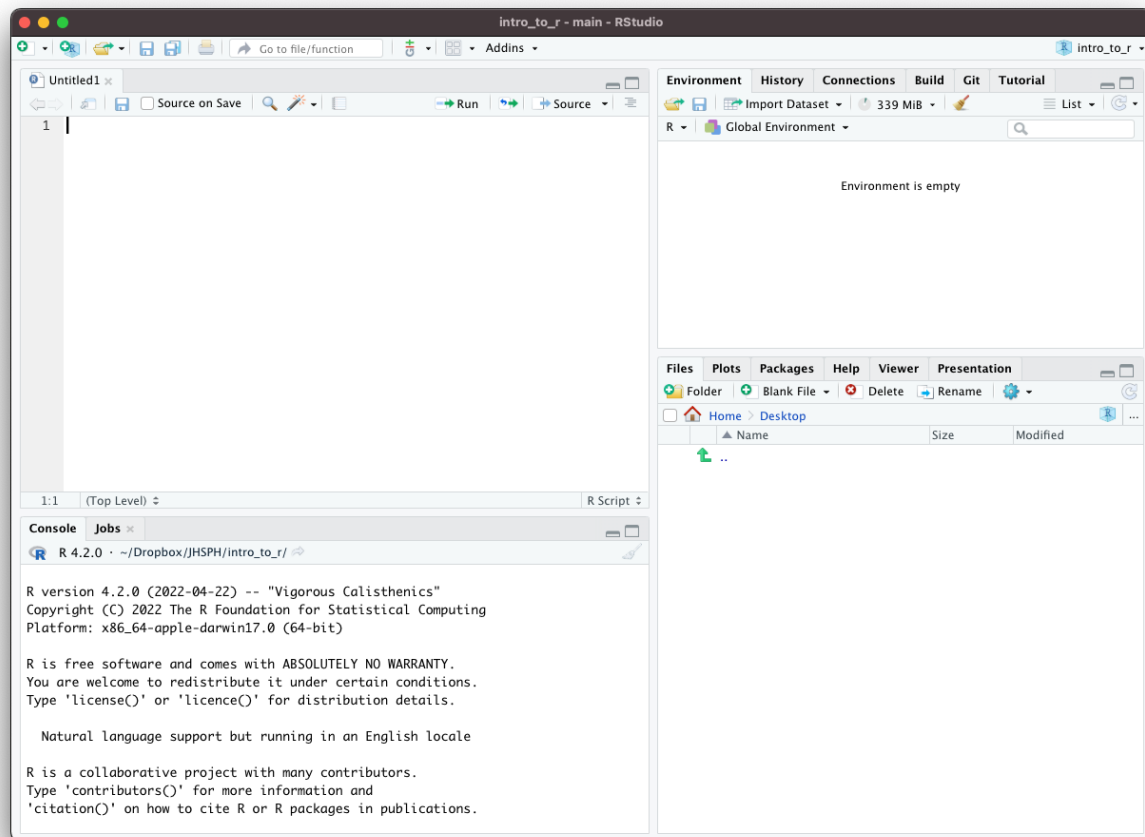 intro_to_r - main - RStudio
Go to file/function
Addins
intro_to_r
Untitled1
Source on Save
Run
Source
1
1:1 (Top Level) R Script
Console Jobs
R 4.2.0 · ~/Dropbox/JHSPH/intro_to_r/
R version 4.2.0 (2022-04-22) -- "Vigorous Calisthenics"
Copyright (C) 2022 The R Foundation for Statistical Computing
Platform: x86_64-apple-darwin17.0 (64-bit)
R is free software and comes with ABSOLUTELY NO WARRANTY.
You are welcome to redistribute it under certain conditions.
Type 'license()' or 'licence()' for distribution details.
Natural language support but running in an English locale
R is a collaborative project with many contributors.
Type 'contributors()' for more information and
'citation()' on how to cite R or R packages in publications.
Environment History Connections Build Git Tutorial
Import Dataset 339 MiB List
R Global Environment
Environment is empty
Files Plots Packages Help Viewer Presentation
Folder Blank File Delete Rename
Home > Desktop ...
Name Size Modified
..